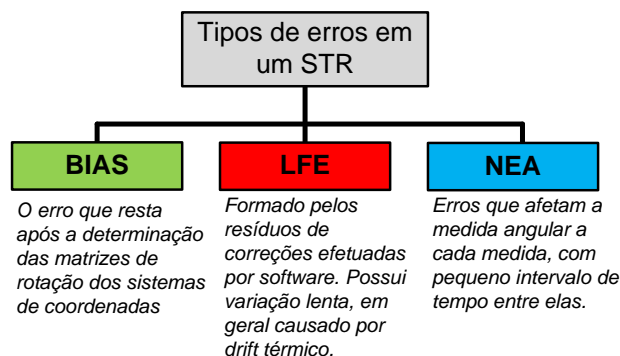 Tipos de erros em
um STR
BIAS
O erro que resta
após a determinação
das matrizes de
rotação dos sistemas
de coordenadas
LFE
Formado pelos
resíduos de
correções efetuadas
por software. Possui
variação lenta, em
geral causado por
drift térmico.
NEA
Erros que afetam a
medida angular a
cada medida, com
pequeno intervalo de
tempo entre elas.